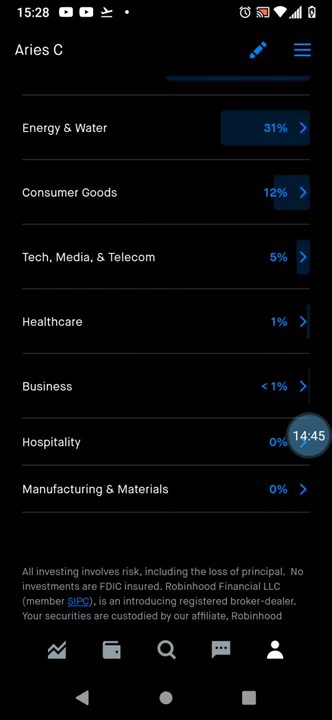 15:28
Aries C
Energy & Water 31%
Consumer Goods 12%
Tech, Media, & Telecom 5%
Healthcare 1%
Business < 1%
14:45
Hospitality 0%
Manufacturing & Materials 0%
All investing involves risk, including the loss of principal. No
investments are FDIC insured. Robinhood Financial LLC
(member SIPC), is an introducing registered broker-dealer.
Your securities are custodied by our affiliate, Robinhood